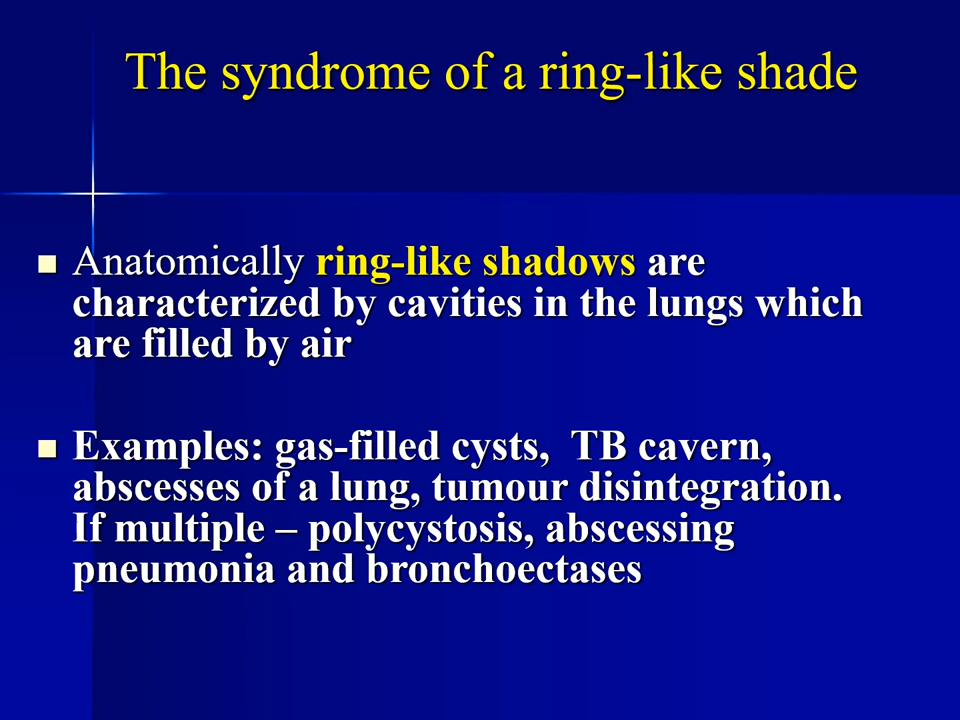 The syndrome of a ring-like shade
Anatomically ring-like shadows are
characterized by cavities in the lungs which
are filled by air
Examples: gas-filled cysts, TB cavern,
abscesses of a lung, tumour disintegration.
If multiple – polycystosis, abscessing
pneumonia and bronchoectases